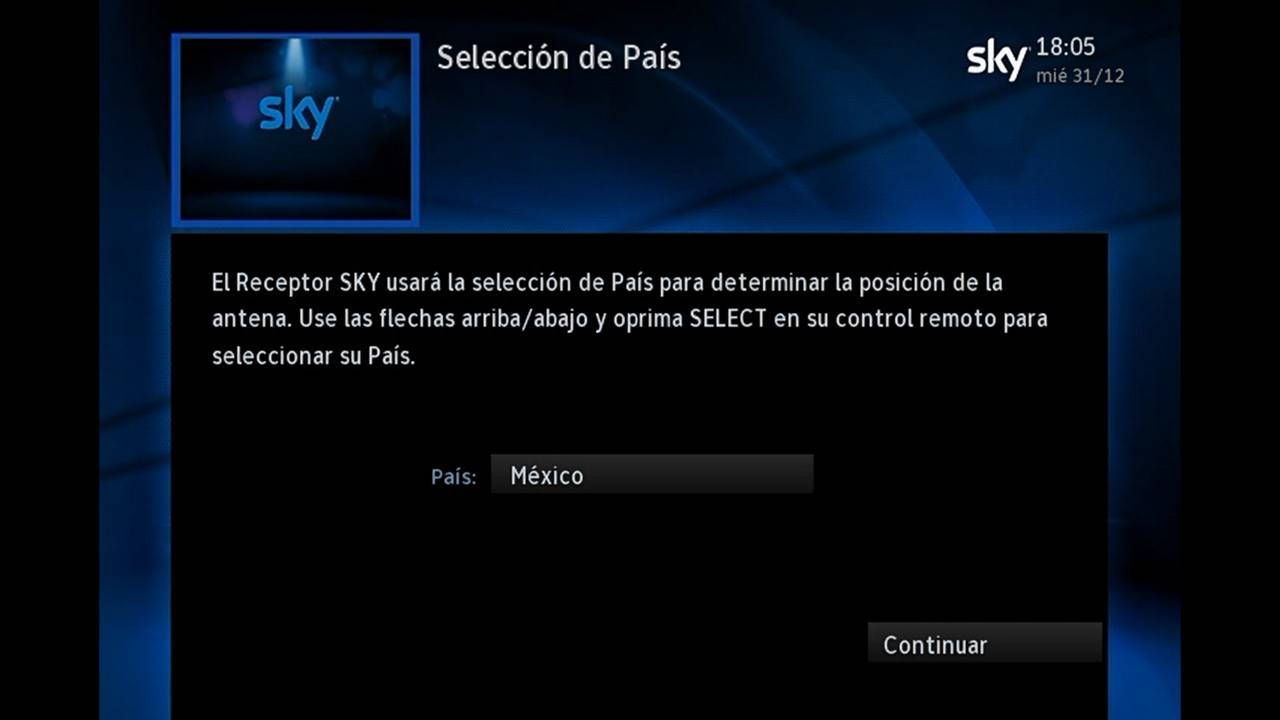 sky
Selección de País
sky 18:05
mié 31/12
El Receptor SKY usará la selección de País para determinar la posición de la
antena. Use las flechas arriba/abajo y oprima SELECT en su control remoto para
seleccionar su País.
País: México
Continuar